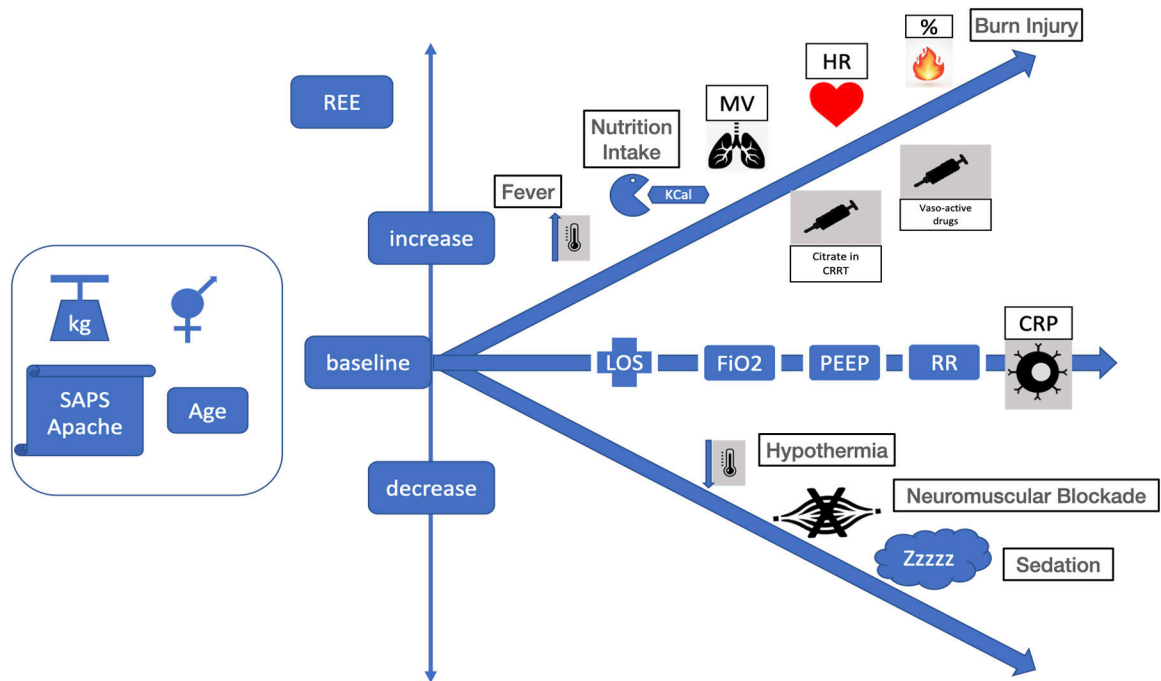 %
Burn Injury
HR
REE
MV
Nutrition
Intake
KCal
Fever
Vaso-active
drugs
increase
Citrate in
CRRT
kg
baseline
LOS
FiO2
PEEP
RR
CRP
SAPS
Apache
Age
Hypothermia
decrease
Neuromuscular Blockade
Zzzzz
Sedation